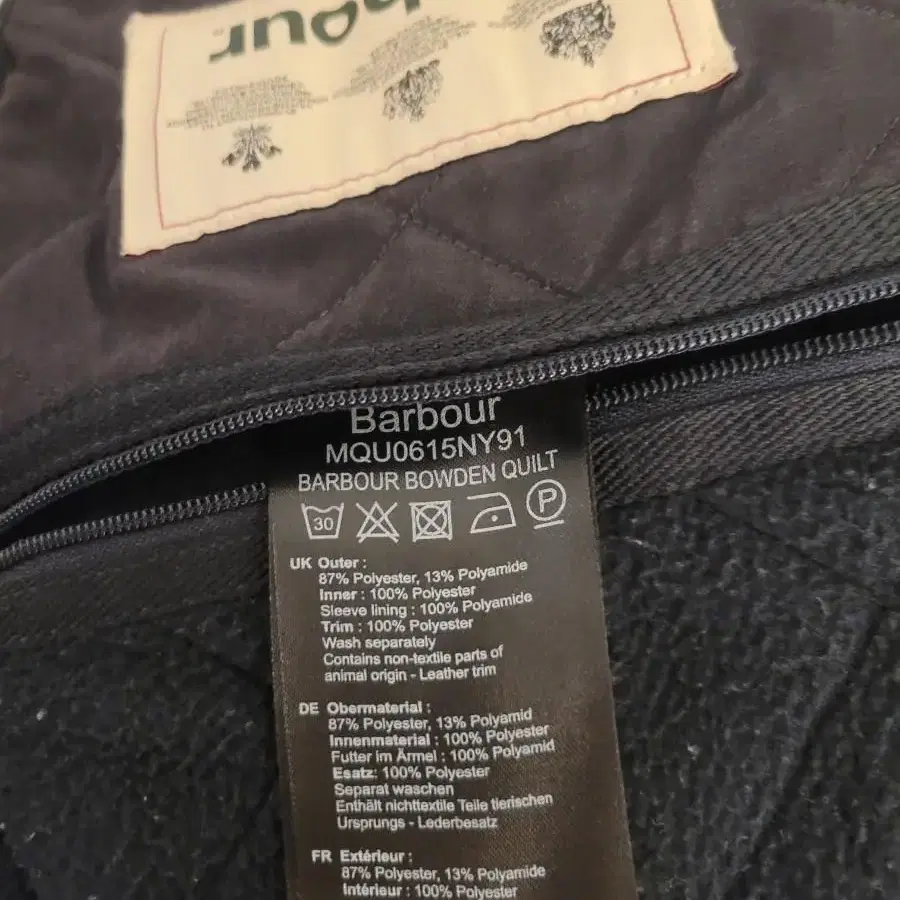 Barbour
MQU0615NY91
BARBOUR BOWDEN QUILT
30
P
UK Outer :
87% Polyester, 13% Polyamide
Inner : 100% Polyester
Sleeve lining : 100% Polyamide
Trim : 100% Polyester
Wash separately
Contains non-textile parts of
animal origin - Leather trim
DE Obermaterial :
87% Polyester, 13% Polyamid
Innenmaterial : 100% Polyester
Futter im Ärmel : 100% Polyamid
Esatz: 100% Polyester
Separat waschen
Enthält nichttextile Teile tierischen
Ursprungs - Lederbesatz
FR Extérieur :
87% Polyester, 13% Polyamide
Intérieur : 100% Polyester